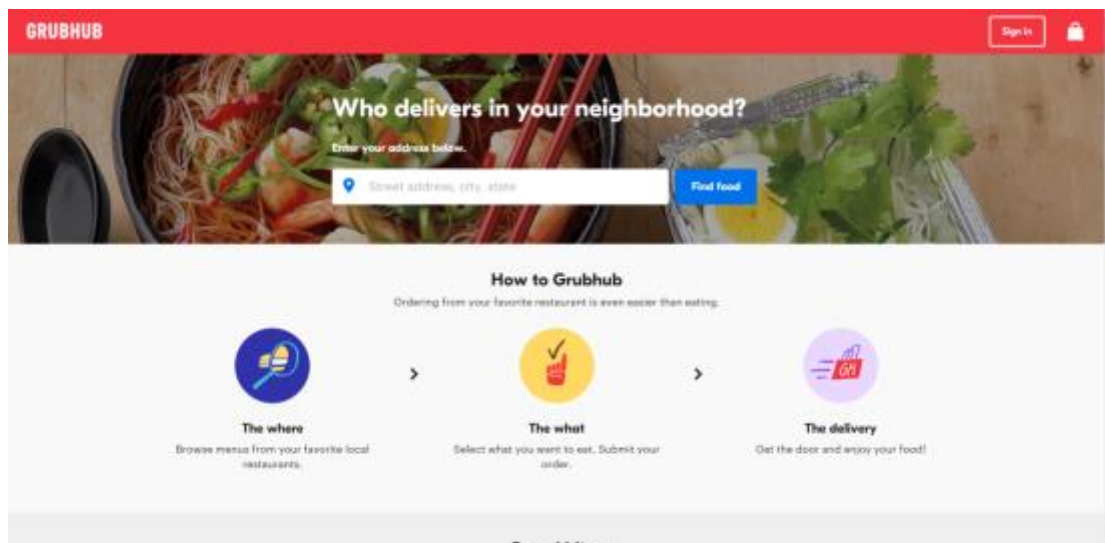 GRUBHUB
Sign in
Who delivers in your neighborhood?
Enter your address below.
Street address, city, state
Find food
How to Grubhub
Ordering from your favorite restaurant is even easier than eating.
The where
Browse menus from your favorite local
restaurants.
The what
Select what you want to eat. Submit your
order.
The delivery
Get the door and enjoy your food!
GH